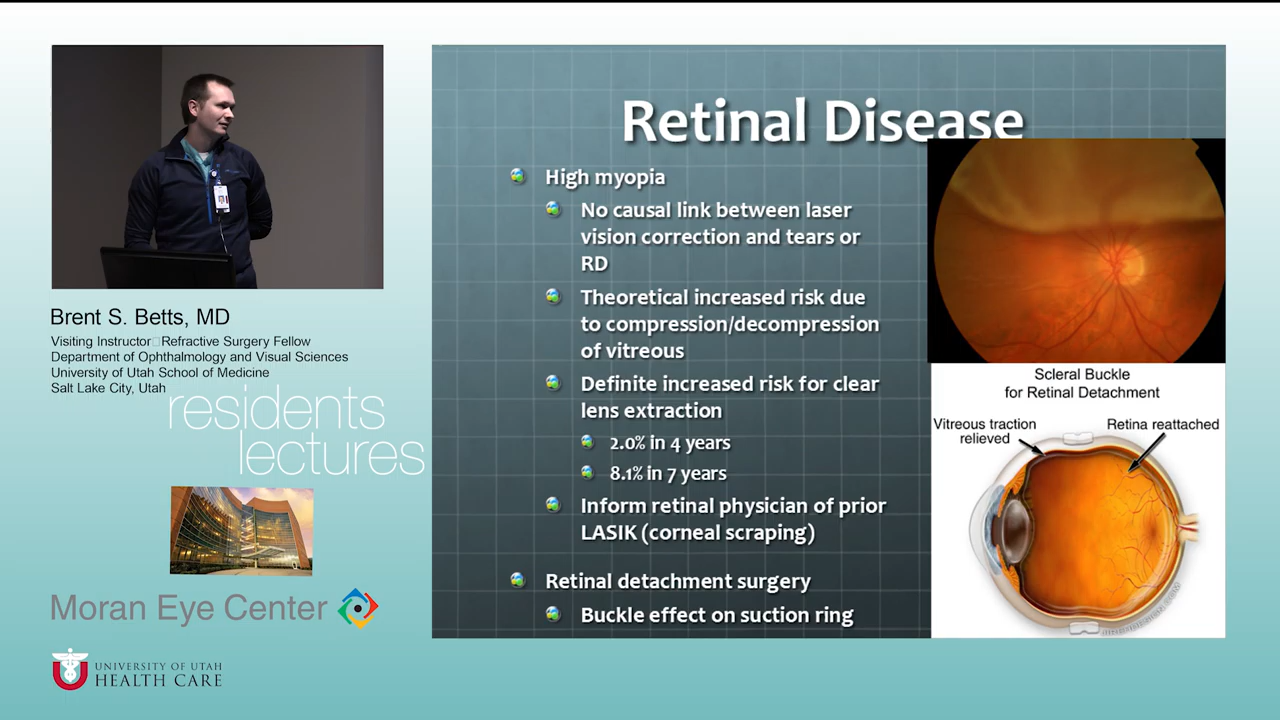 Brent S. Betts, MD
Visiting Instructor Refractive Surgery Fellow
Department of Ophthalmology and Visual Sciences
University of Utah School of Medicine
Salt Lake City, Utah
residents
lectures
Moran Eye Center
UNIVERSITY OF UTAH
HEALTH CARE
Retinal Disease
High myopia
No causal link between laser
vision correction and tears or
RD
Theoretical increased risk due
to compression/decompression
of vitreous
Definite increased risk for clear
lens extraction
2.0% in 4 years
8.1% in 7 years
Inform retinal physician of prior
LASIK (corneal scraping)
Retinal detachment surgery
Buckle effect on suction ring
Scleral Buckle
for Retinal Detachment
Vitreous traction
relieved
Retina reattached